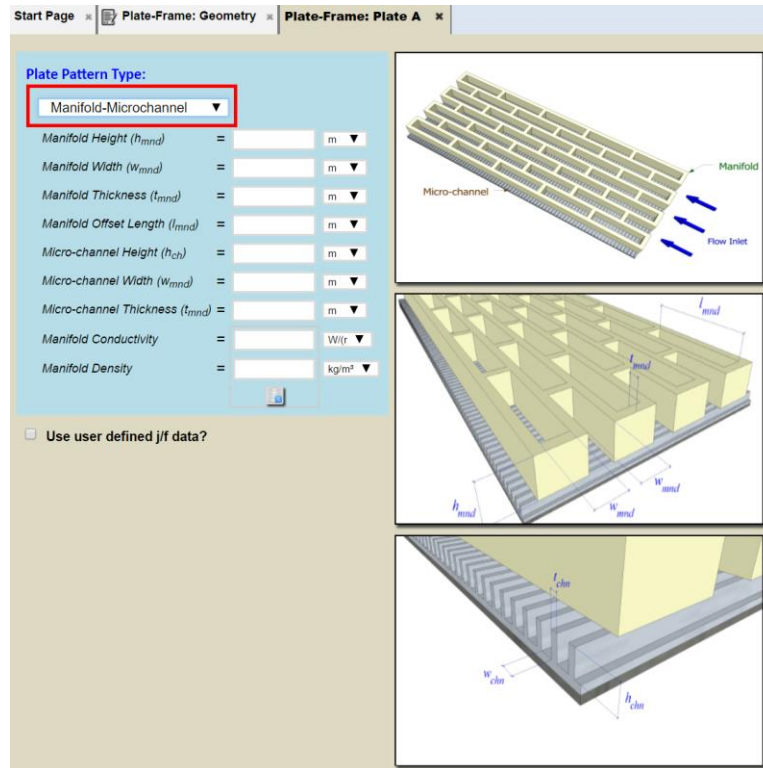 Start Page × Plate-Frame: Geometry × Plate-Frame: Plate A ×
Plate Pattern Type:
Manifold-Microchannel ▼
Manifold Height (hmnd) = m ▼
Manifold Width (wmnd) = m ▼
Manifold Thickness (tmnd) = m ▼
Manifold Offset Length (lmnd) = m ▼
Micro-channel Height (hch) = m ▼
Micro-channel Width (wmnd) = m ▼
Micro-channel Thickness (tmnd) = m ▼
Manifold Conductivity = W/(r ▼
Manifold Density = kg/m³ ▼
Use user defined j/f data?
Manifold
Micro-channel
Flow Inlet
lmnd
tmnd
wmnd
wmnd
hmnd
tchn
wchn
hchn